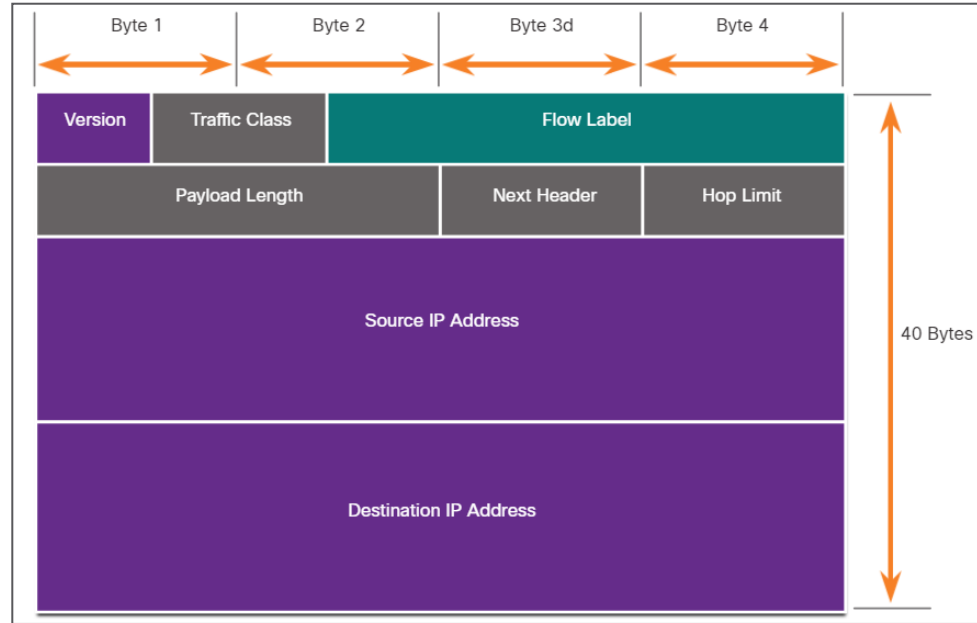 Byte 1 Byte 2 Byte 3d Byte 4
Version Traffic Class Flow Label
Payload Length Next Header Hop Limit
Source IP Address
40 Bytes
Destination IP Address